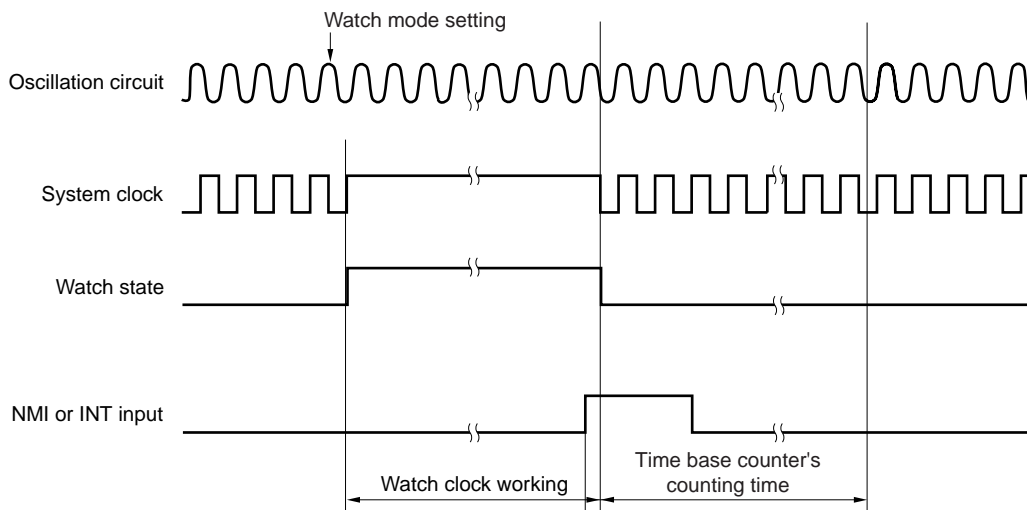 Watch mode setting
Oscillation circuit
System clock
Watch state
NMI or INT input
Time base counter's
counting time
Watch clock working